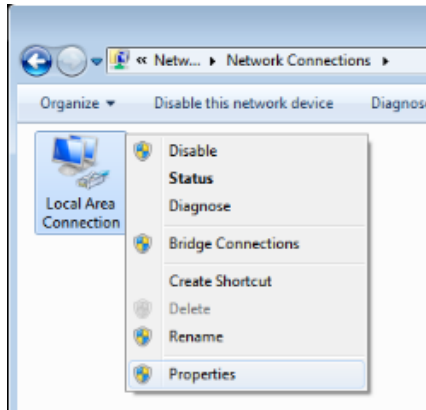 « Netw... ▸ Network Connections ▸
Organize ▾ Disable this network device Diagnose
Local Area
Connection
Disable
Status
Diagnose
Bridge Connections
Create Shortcut
Delete
Rename
Properties